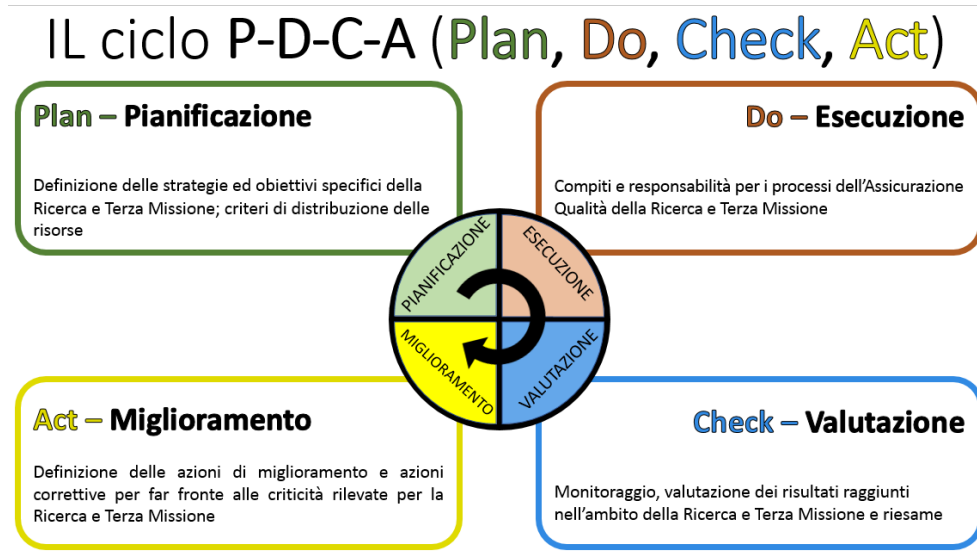 IL ciclo P-D-C-A (Plan, Do, Check, Act)
Plan – Pianificazione
Definizione delle strategie ed obiettivi specifici della
Ricerca e Terza Missione; criteri di distribuzione delle
risorse
Do – Esecuzione
Compiti e responsabilità per i processi dell’Assicurazione
Qualità della Ricerca e Terza Missione
PIANIFICAZIONE
ESECUZIONE
MIGLIORAMENTO
VALUTAZIONE
Act – Miglioramento
Definizione delle azioni di miglioramento e azioni
correttive per far fronte alle criticità rilevate per la
Ricerca e Terza Missione
Check – Valutazione
Monitoraggio, valutazione dei risultati raggiunti
nell’ambito della Ricerca e Terza Missione e riesame